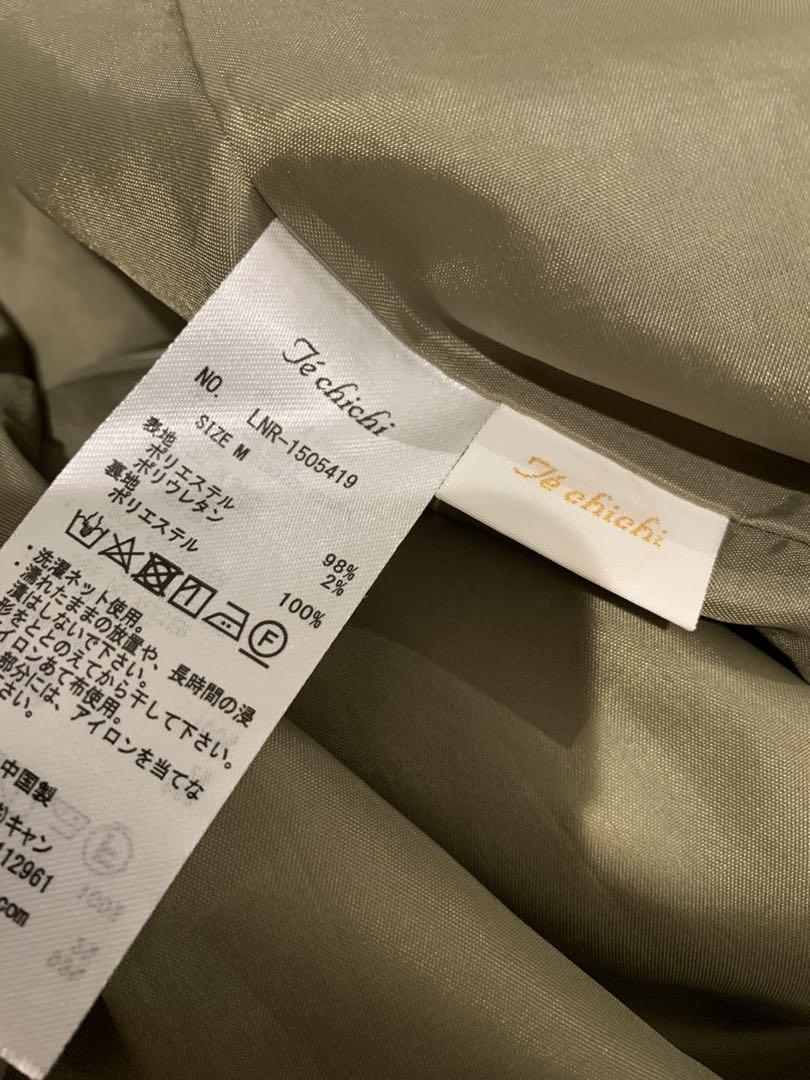 Té chichi
NO. LNR-1505419
SIZE M
表地
ポリエステル 98%
ポリウレタン 2%
裏地
ポリエステル 100%
F
・洗濯ネット使用。
・濡れたままの放置や、長時間の浸
漬はしないで下さい。
形をととのえてから干して下さい。
イロンあて布使用。
部分には、アイロンを当てな
さい。
中国製
キャン
112961
.com
Té chichi